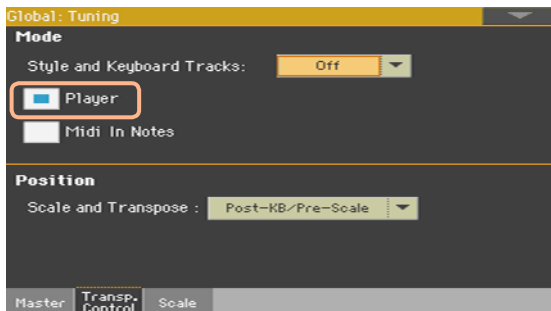 Global: Tuning
Mode
Style and Keyboard Tracks: Off
Player
Midi In Notes
Position
Scale and Transpose : Post-KB/Pre-Scale
Master Transp. Control Scale